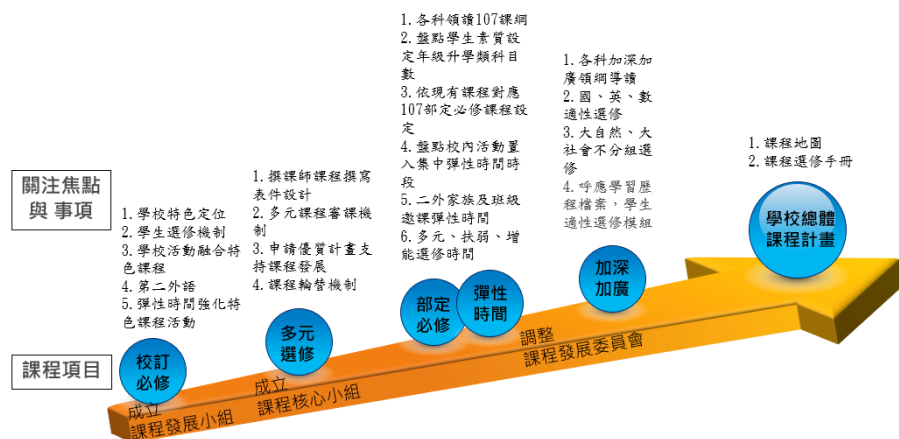 關注焦點
與 事項
1.學校特色定位
2.學生選修機制
3.學校活動融合特
色課程
4.第二外語
5.彈性時間強化特
色課程活動
1.撰課師課程撰寫
表件設計
2.多元課程審課機
制
3.申請優質計畫支
持課程發展
4.課程輪替機制
1.各科領讀107課綱
2.盤點學生素質設
定年級升學類科目
數
3.依現有課程對應
107部定必修課程設
定
4.盤點校內活動置
入集中彈性時間時
段
5.二外家族及班級
邀課彈性時間
6.多元、扶弱、增
能選修時間
1.各科加深加
廣領綱導讀
2.國、英、數
適性選修
3.大自然、大
社會不分組選
修
4.呼應學習歷
程檔案，學生
適性選修模組
1.課程地圖
2.課程選修手冊
課程項目
校訂
必修
多元
選修
部定
必修
彈性
時間
加深
加廣
學校總體
課程計畫
成立
課程發展小組
成立
課程核心小組
調整
課程發展委員會